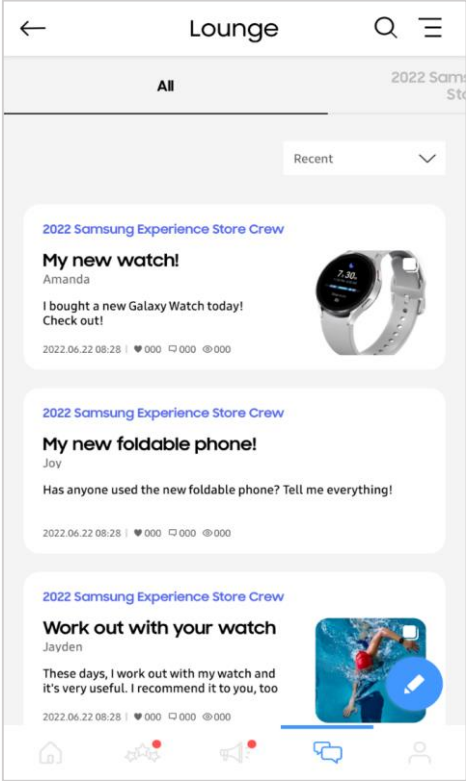 Lounge
All
2022 Sams
Sto
Recent
2022 Samsung Experience Store Crew
My new watch!
Amanda
I bought a new Galaxy Watch today!
Check out!
2022.06.22 08:28 | 000 000 000
7.30.
2022 Samsung Experience Store Crew
My new foldable phone!
Joy
Has anyone used the new foldable phone? Tell me everything!
2022.06.22 08:28 | 000 000 000
2022 Samsung Experience Store Crew
Work out with your watch
Jayden
These days, I work out with my watch and
it's very useful. I recommend it to you, too
2022.06.22 08:28 | 000 000 000